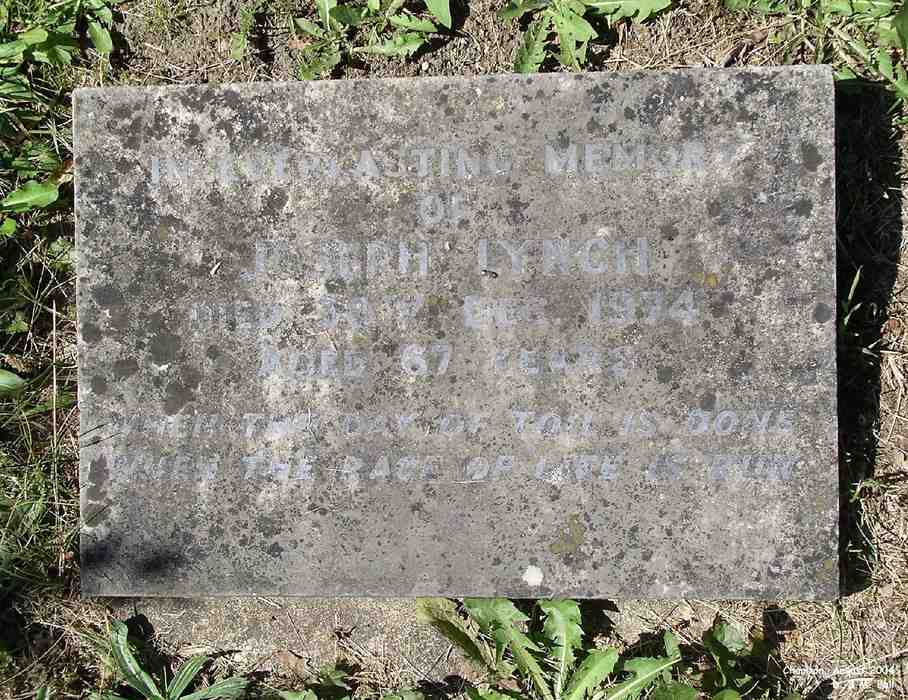 IN EVERLASTING MEMORY
OF
JOSEPH LYNCH
DIED DEC. 1974
AGED 67 YEARS
WHEN THE DAY OF TOIL IS DONE
WHEN THE RACE OF LIFE IS RUN